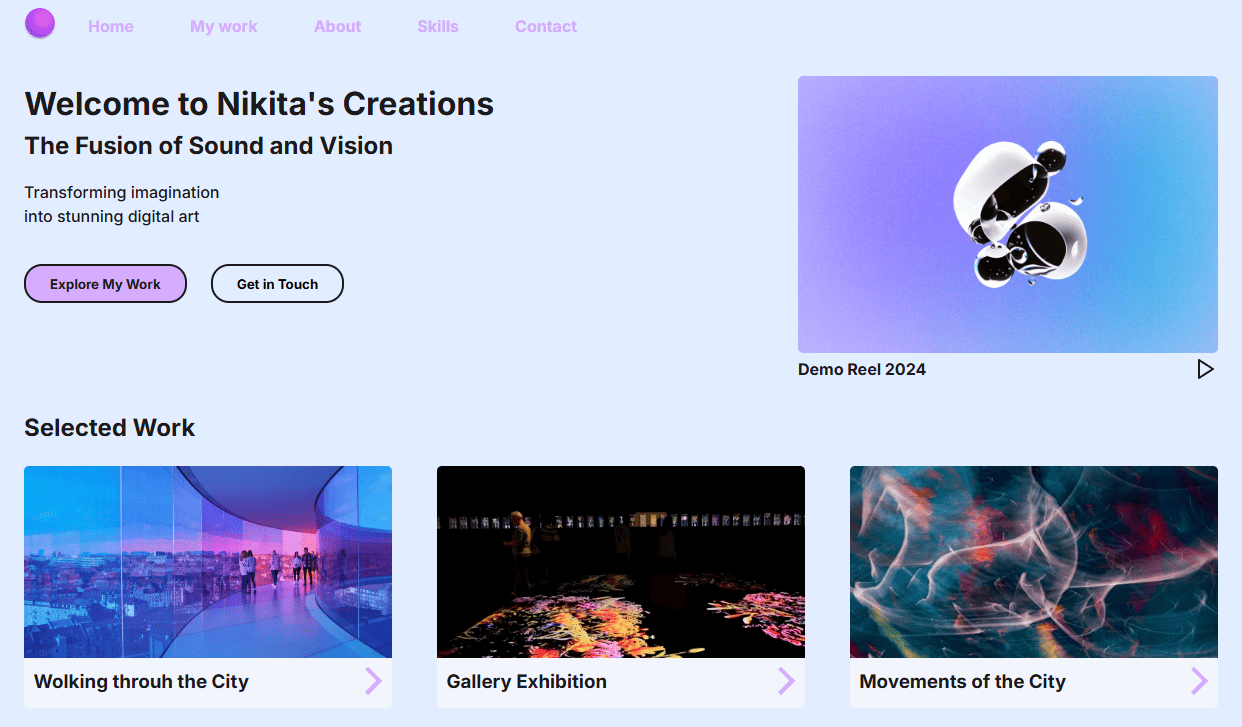 Home My work About Skills Contact
Welcome to Nikita's Creations
The Fusion of Sound and Vision
Transforming imagination
into stunning digital art
Explore My Work Get in Touch
Demo Reel 2024
Selected Work
Wolking throuh the City
Gallery Exhibition
Movements of the City